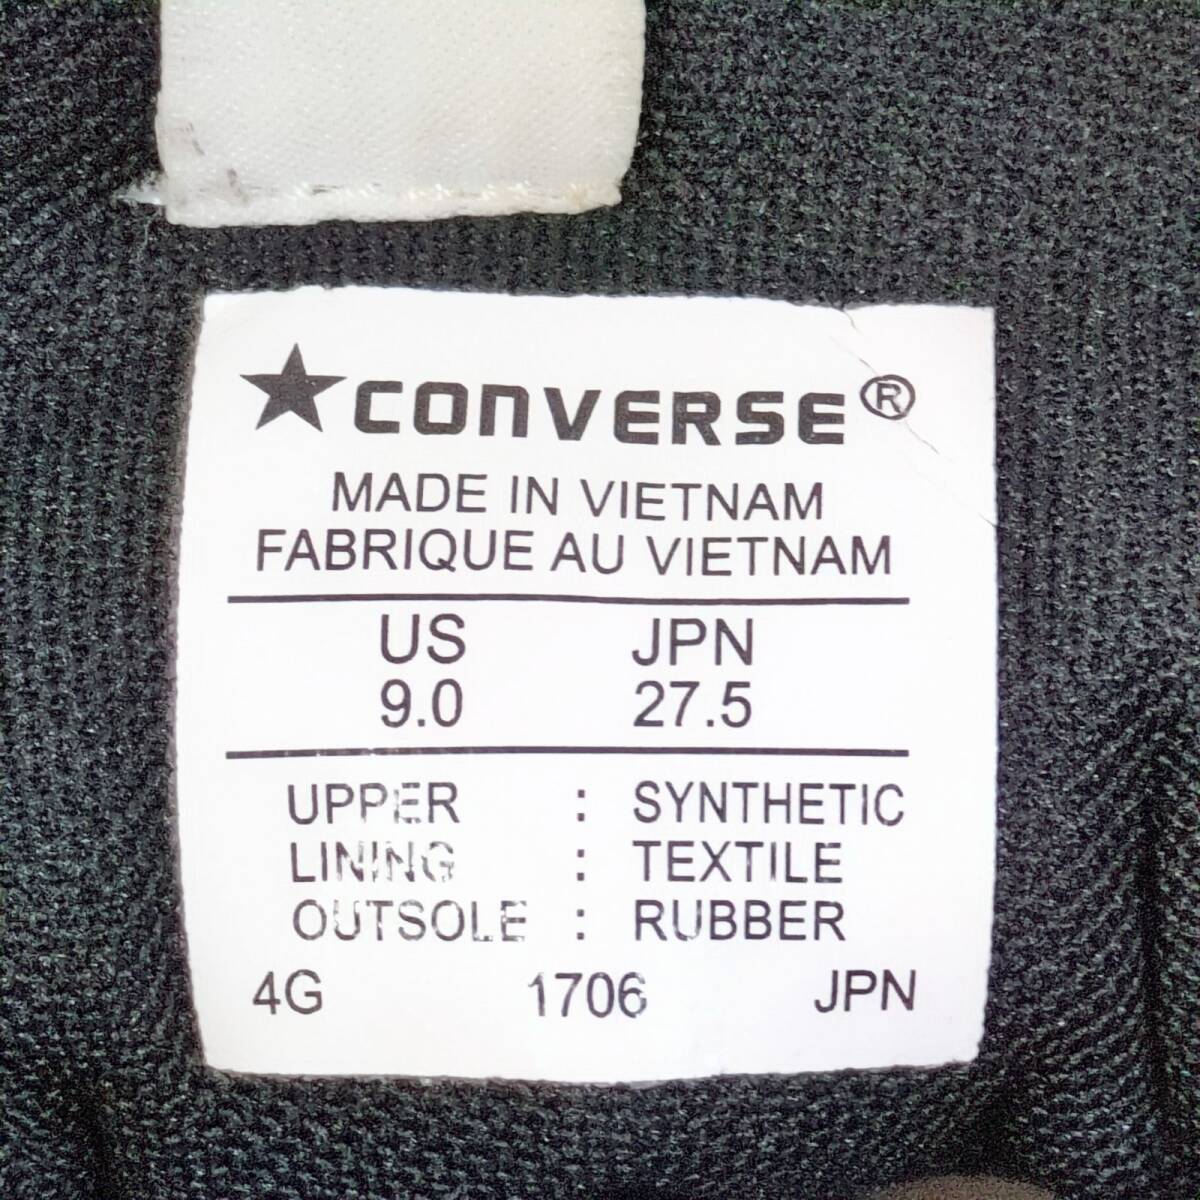 ★CONVERSE®
MADE IN VIETNAM
FABRIQUE AU VIETNAM
US JPN
9.0 27.5
UPPER : SYNTHETIC
LINING : TEXTILE
OUTSOLE : RUBBER
4G 1706 JPN